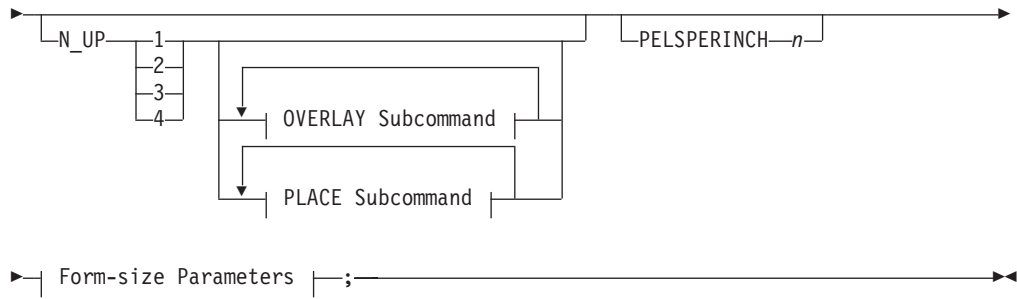 N_UP 1 PELSPERINCH n
2
3
4
OVERLAY Subcommand
PLACE Subcommand
Form-size Parameters ;